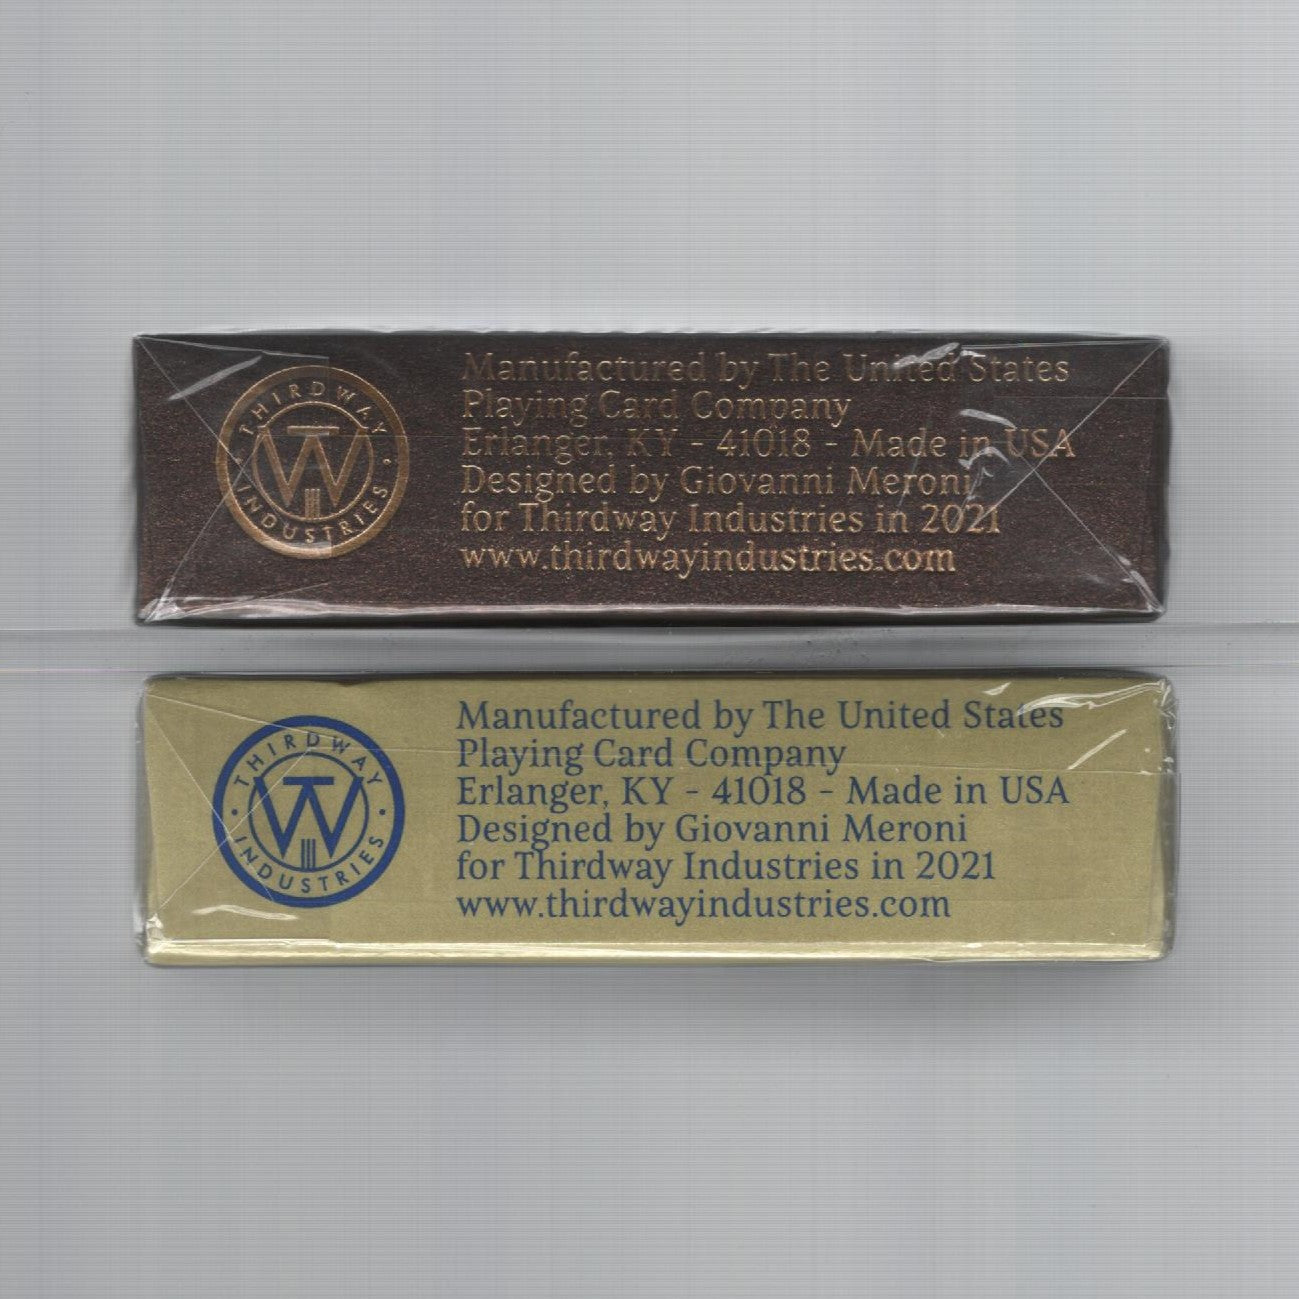 THIRDWAY
INDUSTRIES
TW
Manufactured by The United States
Playing Card Company
Erlanger, KY - 41018 - Made in USA
Designed by Giovanni Meroni
for Thirdway Industries in 2021
www.thirdwayindustries.com
THIRDWAY
INDUSTRIES
TW
Manufactured by The United States
Playing Card Company
Erlanger, KY - 41018 - Made in USA
Designed by Giovanni Meroni
for Thirdway Industries in 2021
www.thirdwayindustries.com